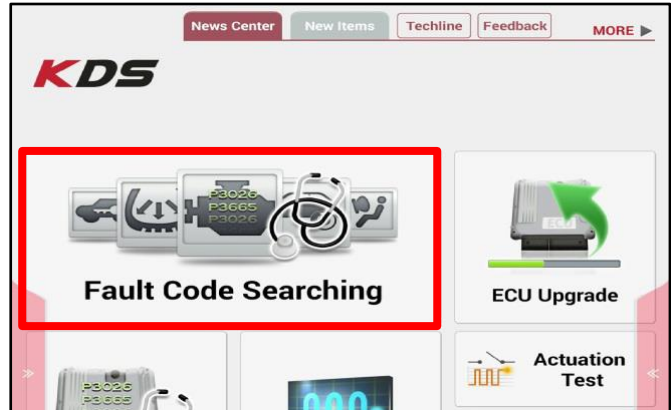 News Center New Items Techline Feedback MORE
KDS
P3026
P3665
P3026
ECU
Fault Code Searching
ECU Upgrade
P3026
P3665
000.
Actuation
Test